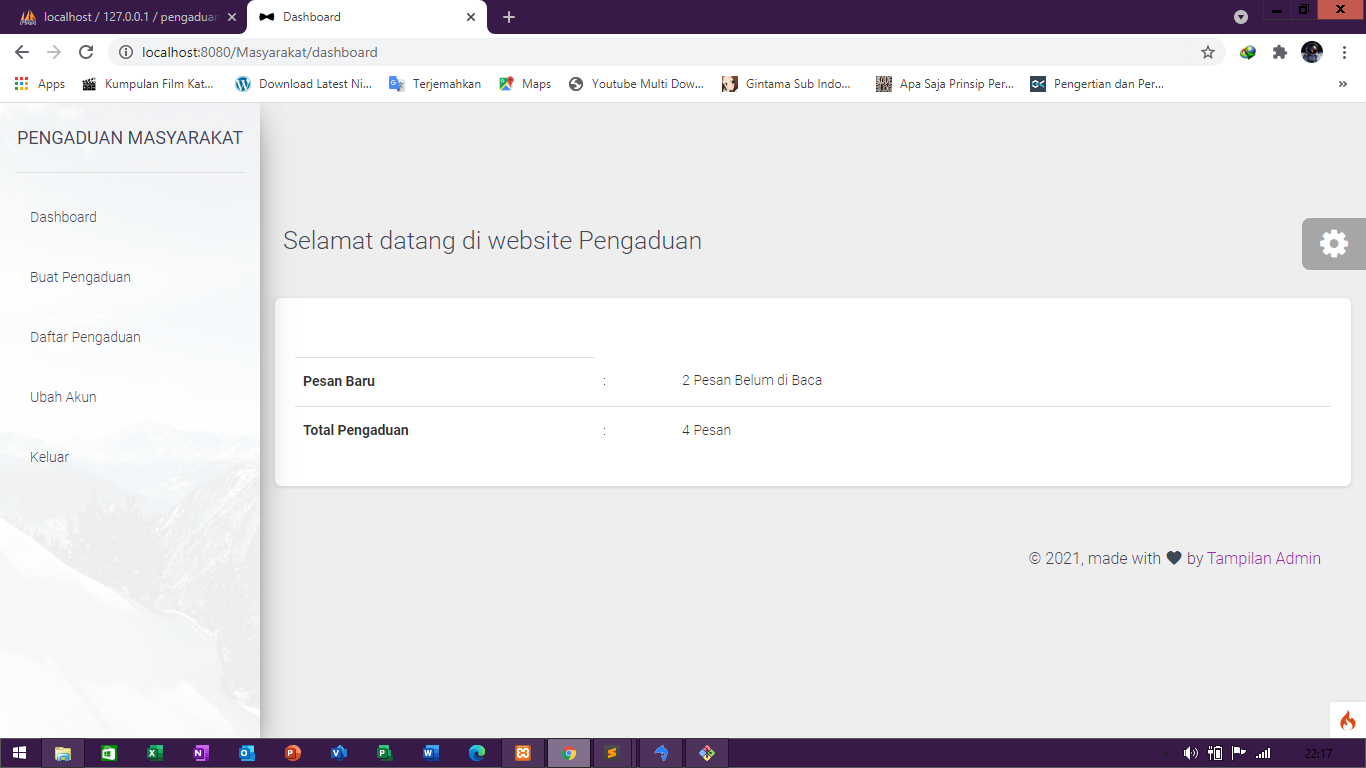 localhost / 127.0.0.1 / pengaduan
Dashboard
localhost:8080/Masyarakat/dashboard
Apps
Kumpulan Film Kat...
Download Latest Ni...
Terjemahkan
Maps
Youtube Multi Dow...
Gintama Sub Indo...
Apa Saja Prinsip Per...
Pengertian dan Per...
»
PENGADUAN MASYARAKAT
Dashboard
Buat Pengaduan
Daftar Pengaduan
Ubah Akun
Keluar
Selamat datang di website Pengaduan
Pesan Baru : 2 Pesan Belum di Baca
Total Pengaduan : 4 Pesan
© 2021, made with ♥ by Tampilan Admin
22:17